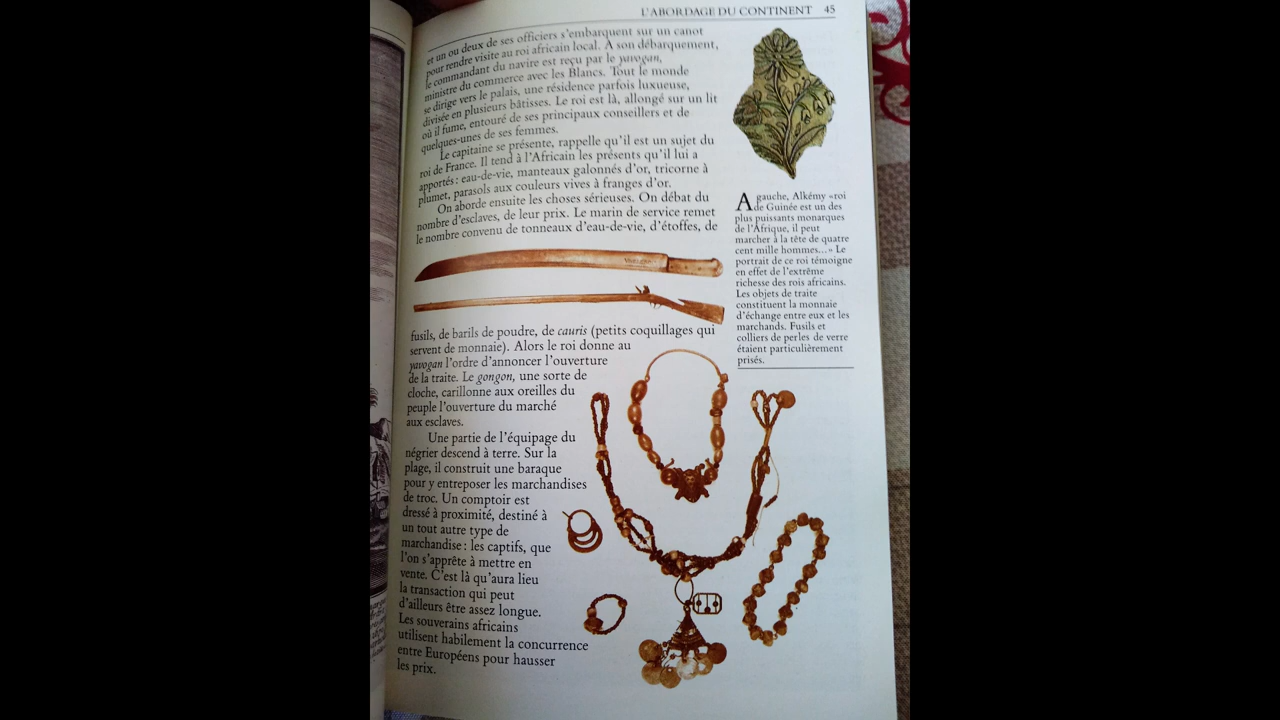 L'ABORDAGE DU CONTINENT 45
et un ou deux de ses officiers s'embarquent sur un canot
pour rendre visite au roi africain local. À son débarquement,
le commandant du navire est reçu par le yavogan,
ministre du commerce avec les Blancs. Tout le monde
se dirige vers le palais, une résidence parfois luxueuse,
divisée en plusieurs bâtisses. Le roi est là, allongé sur un lit
où il fume, entouré de ses principaux conseillers et de
quelques-unes de ses femmes.
Le capitaine se présente, rappelle qu'il est un sujet du
roi de France. Il tend à l'Africain les présents qu'il lui a
apportés : eau-de-vie, manteaux galonnés d'or, tricorne à
plumet, parasols aux couleurs vives à franges d'or.
On aborde ensuite les choses sérieuses. On débat du
nombre d'esclaves, de leur prix. Le marin de service remet
le nombre convenu de tonneaux d'eau-de-vie, d'étoffes, de
fusils, de barils de poudre, de cauris (petits coquillages qui
servent de monnaie). Alors le roi donne au
yavogan l'ordre d'annoncer l'ouverture
de la traite. Le gongon, une sorte de
cloche, carillonne aux oreilles du
peuple l'ouverture du marché
aux esclaves.
Une partie de l'équipage du
négrier descend à terre. Sur la
plage, il construit une baraque
pour y entreposer les marchandises
de troc. Un comptoir est
dressé à proximité, destiné à
un tout autre type de
marchandise : les captifs, que
l'on s'apprête à mettre en
vente. C'est là qu'aura lieu
la transaction qui peut
d'ailleurs être assez longue.
Les souverains africains
utilisent habilement la concurrence
entre Européens pour hausser
les prix.
A gauche, Alkémy «roi
de Guinée est un des
plus puissants monarques
de l'Afrique, il peut
marcher à la tête de quatre
cent mille hommes...» Le
portrait de ce roi témoigne
en effet de l'extrême
richesse des rois africains.
Les objets de traite
constituent la monnaie
d'échange entre eux et les
marchands. Fusils et
colliers de perles de verre
étaient particulièrement
prisés.